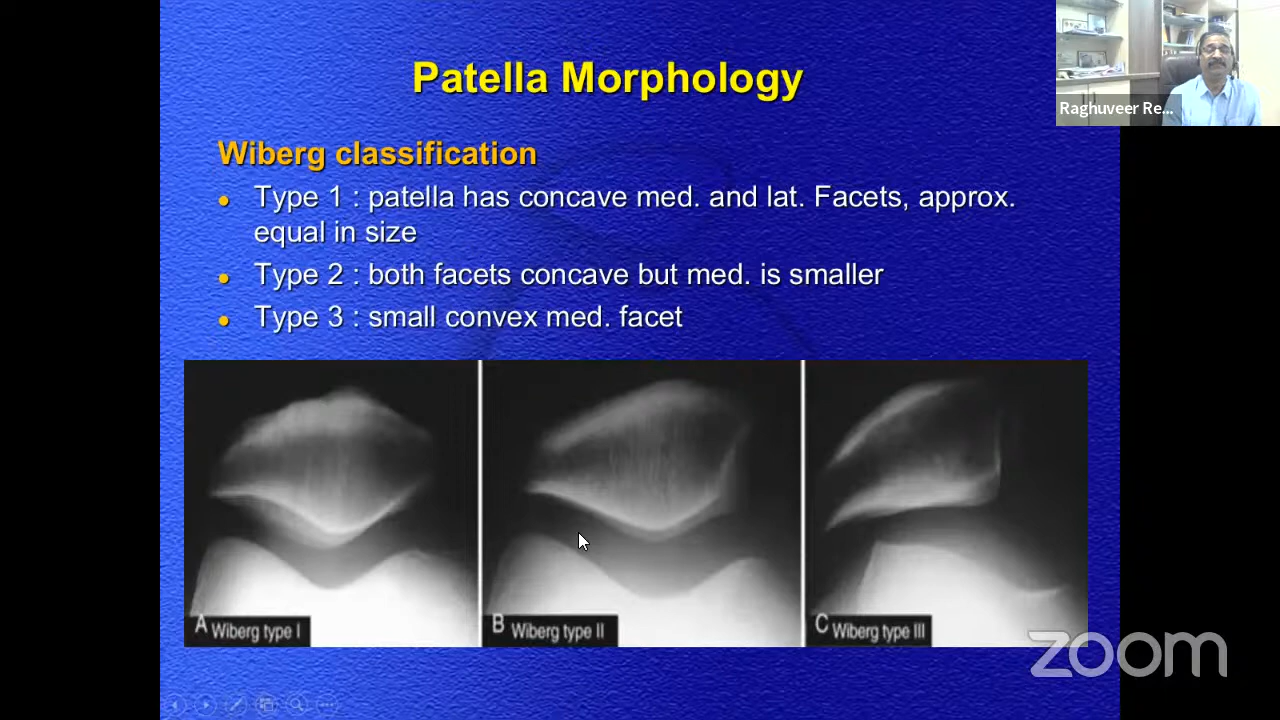 Patella Morphology
Raghuveer Re...
Wiberg classification
Type 1 : patella has concave med. and lat. Facets, approx.
equal in size
Type 2 : both facets concave but med. is smaller
Type 3 : small convex med. facet
A Wiberg type I
B Wiberg type II
C Wiberg type III
zoom